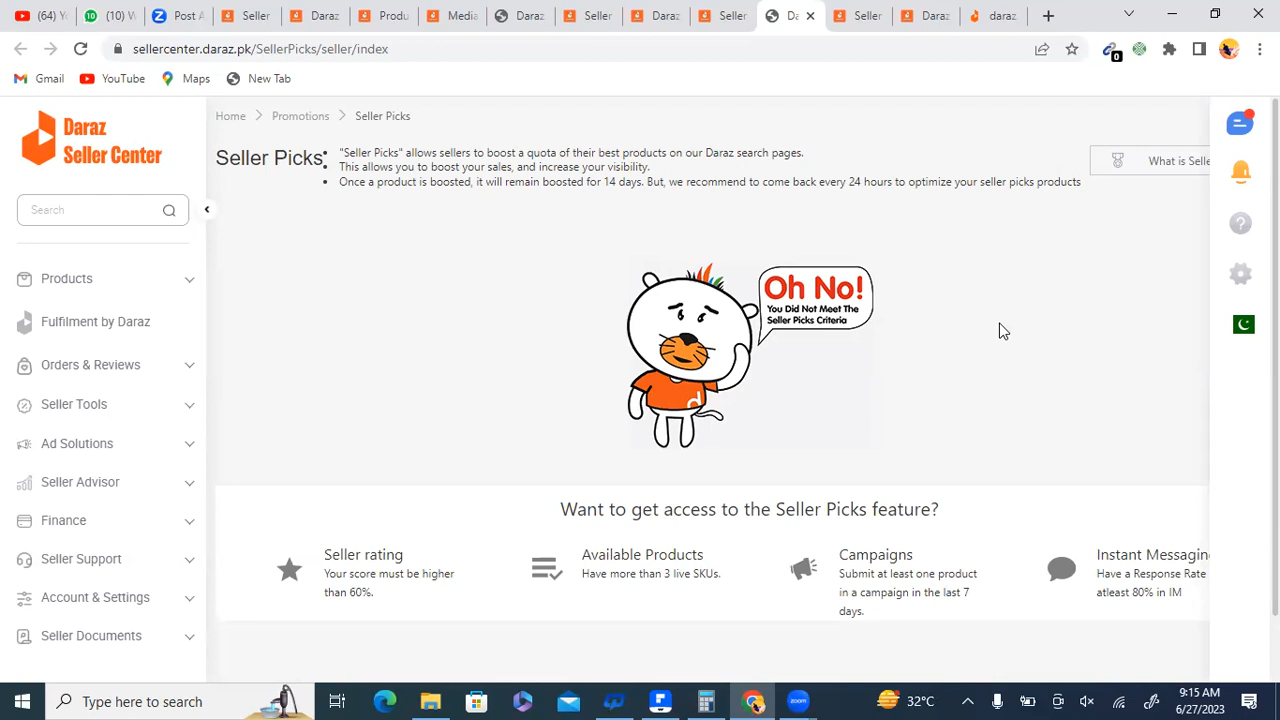 (64) Y
(10) W
Post A
Seller
Daraz
Produ
Media
Daraz
Seller
Daraz
Seller
Da
Seller
Daraz
daraz.
sellercenter.daraz.pk/SellerPicks/seller/index
0
Gmail
YouTube
Maps
New Tab
Daraz
Seller Center
Search
Products
Fulfilment by Daraz
Orders & Reviews
Seller Tools
Ad Solutions
Seller Advisor
Finance
Seller Support
Account & Settings
Seller Documents
Home > Promotions > Seller Picks
Seller Picks
"Seller Picks" allows sellers to boost a quota of their best products on our Daraz search pages.
This allows you to boost your sales, and increase your visibility.
Once a product is boosted, it will remain boosted for 14 days. But, we recommend to come back every 24 hours to optimize your seller picks products
What is Selle
Oh No!
You Did Not Meet The
Seller Picks Criteria
d
Want to get access to the Seller Picks feature?
Seller rating
Your score must be higher
than 60%.
Available Products
Have more than 3 live SKUs.
Campaigns
Submit at least one product
in a campaign in the last 7
days.
Instant Messagin
Have a Response Rate
atleast 80% in IM
Type here to search
32°C
9:15 AM
6/27/2023
zoom